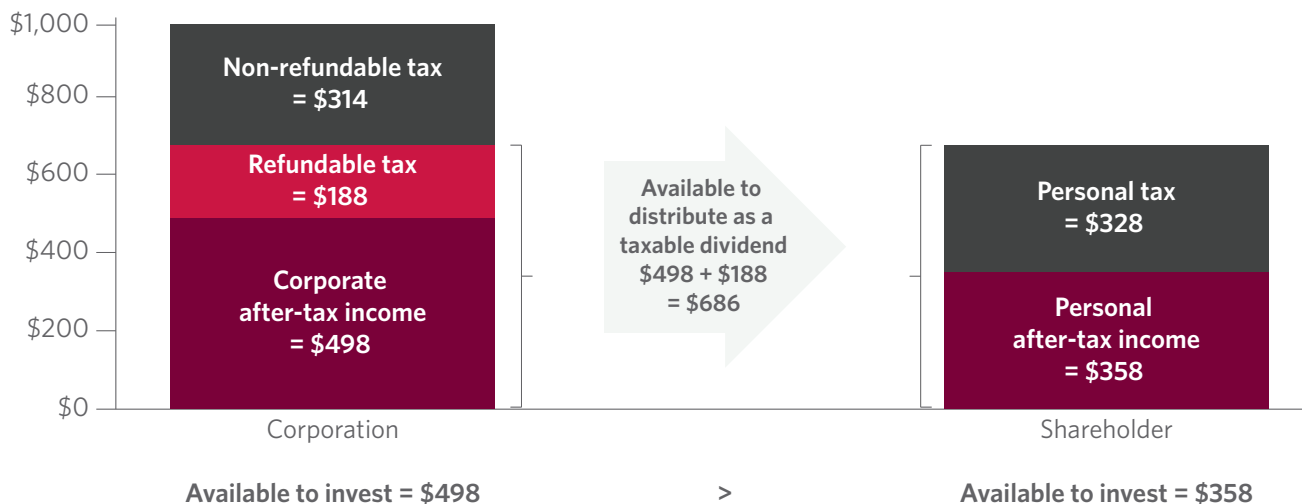 $1,000
$800
$600
$400
$200
$0
Non-refundable tax
= $314
Refundable tax
= $188
Corporate
after-tax income
= $498
Corporation
Available to
distribute as a
taxable dividend
$498 + $188
= $686
Personal tax
= $328
Personal
after-tax income
= $358
Shareholder
Available to invest = $498
>
Available to invest = $358